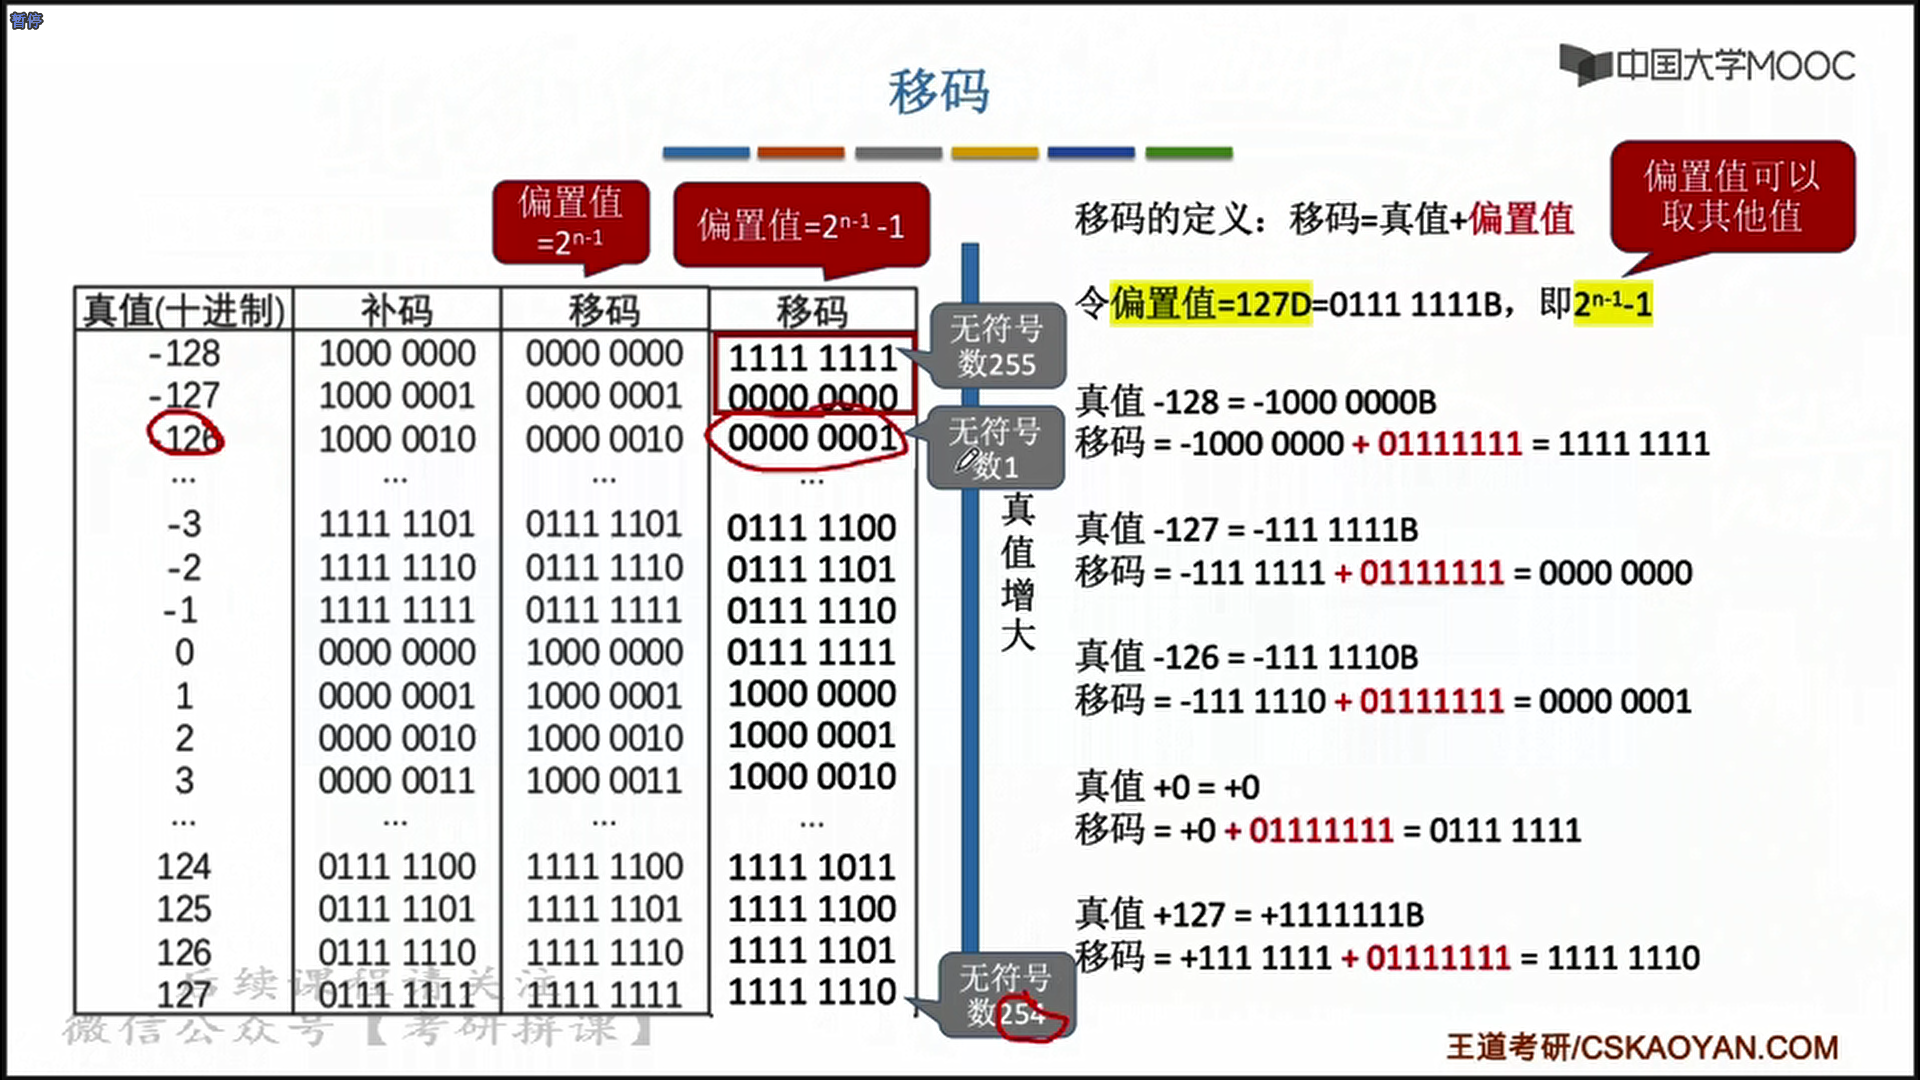 暂停
中国大学MOOC
移码
偏置值
=2ⁿ⁻¹
偏置值=2ⁿ⁻¹ -1
偏置值可以
取其他值
移码的定义：移码=真值+偏置值
令偏置值=127D=0111 1111B，即2ⁿ⁻¹-1
真值(十进制) 补码 移码 移码
-128 1000 0000 0000 0000 1111 1111
-127 1000 0001 0000 0001 0000 0000
-126 1000 0010 0000 0010 0000 0001
... ... ... ...
-3 1111 1101 0111 1101 0111 1100
-2 1111 1110 0111 1110 0111 1101
-1 1111 1111 0111 1111 0111 1110
0 0000 0000 1000 0000 0111 1111
1 0000 0001 1000 0001 1000 0000
2 0000 0010 1000 0010 1000 0001
3 0000 0011 1000 0011 1000 0010
... ... ... ...
124 0111 1100 1111 1100 1111 1011
125 0111 1101 1111 1101 1111 1100
126 0111 1110 1111 1110 1111 1101
127 0111 1111 1111 1111 1111 1110
无符号
数255
无符号
数1
真值增大
无符号
数254
真值 -128 = -1000 0000B
移码 = -1000 0000 + 01111111 = 1111 1111
真值 -127 = -111 1111B
移码 = -111 1111 + 01111111 = 0000 0000
真值 -126 = -111 1110B
移码 = -111 1110 + 01111111 = 0000 0001
真值 +0 = +0
移码 = +0 + 01111111 = 0111 1111
真值 +127 = +1111111B
移码 = +111 1111 + 01111111 = 1111 1110
后续课程请关注
微信公众号【考研拼课】
王道考研/CSKAOYAN.COM